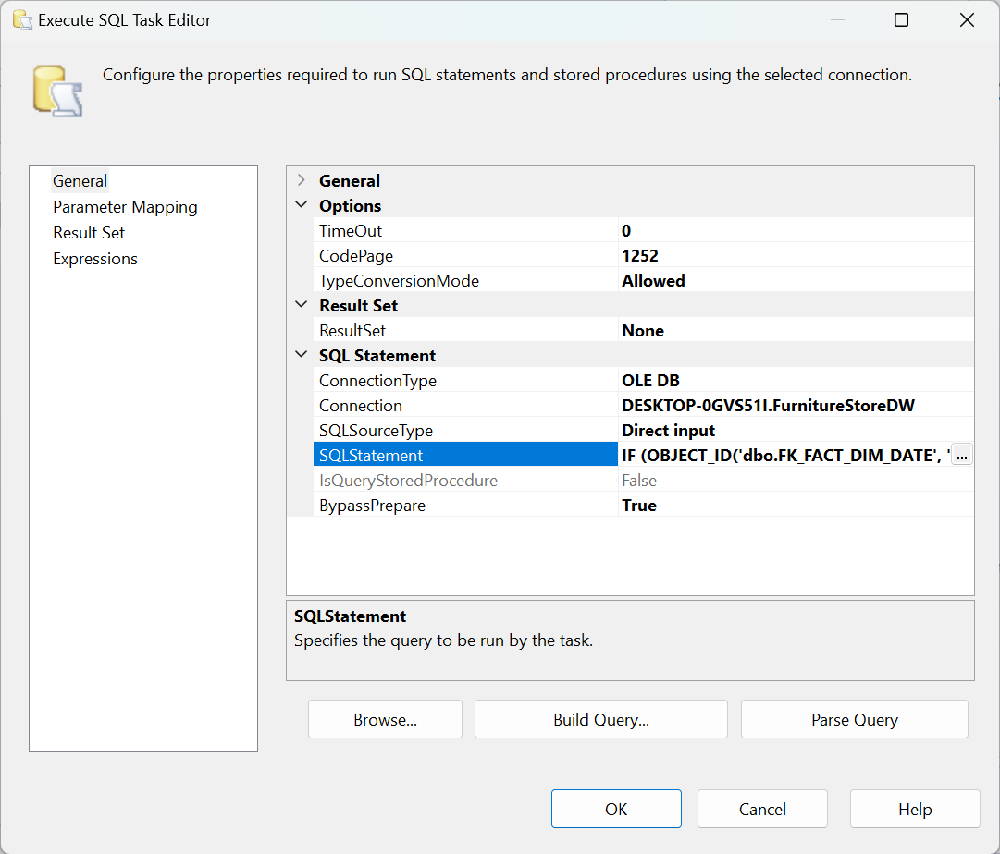 Execute SQL Task Editor
Configure the properties required to run SQL statements and stored procedures using the selected connection.
General
Parameter Mapping
Result Set
Expressions
General
Options
TimeOut 0
CodePage 1252
TypeConversionMode Allowed
Result Set
ResultSet None
SQL Statement
ConnectionType OLE DB
Connection DESKTOP-0GVS51I.FurnitureStoreDW
SQLSourceType Direct input
SQLStatement IF (OBJECT_ID('dbo.FK_FACT_DIM_DATE', ' ...
IsQueryStoredProcedure False
BypassPrepare True
SQLStatement
Specifies the query to be run by the task.
Browse... Build Query... Parse Query
OK Cancel Help